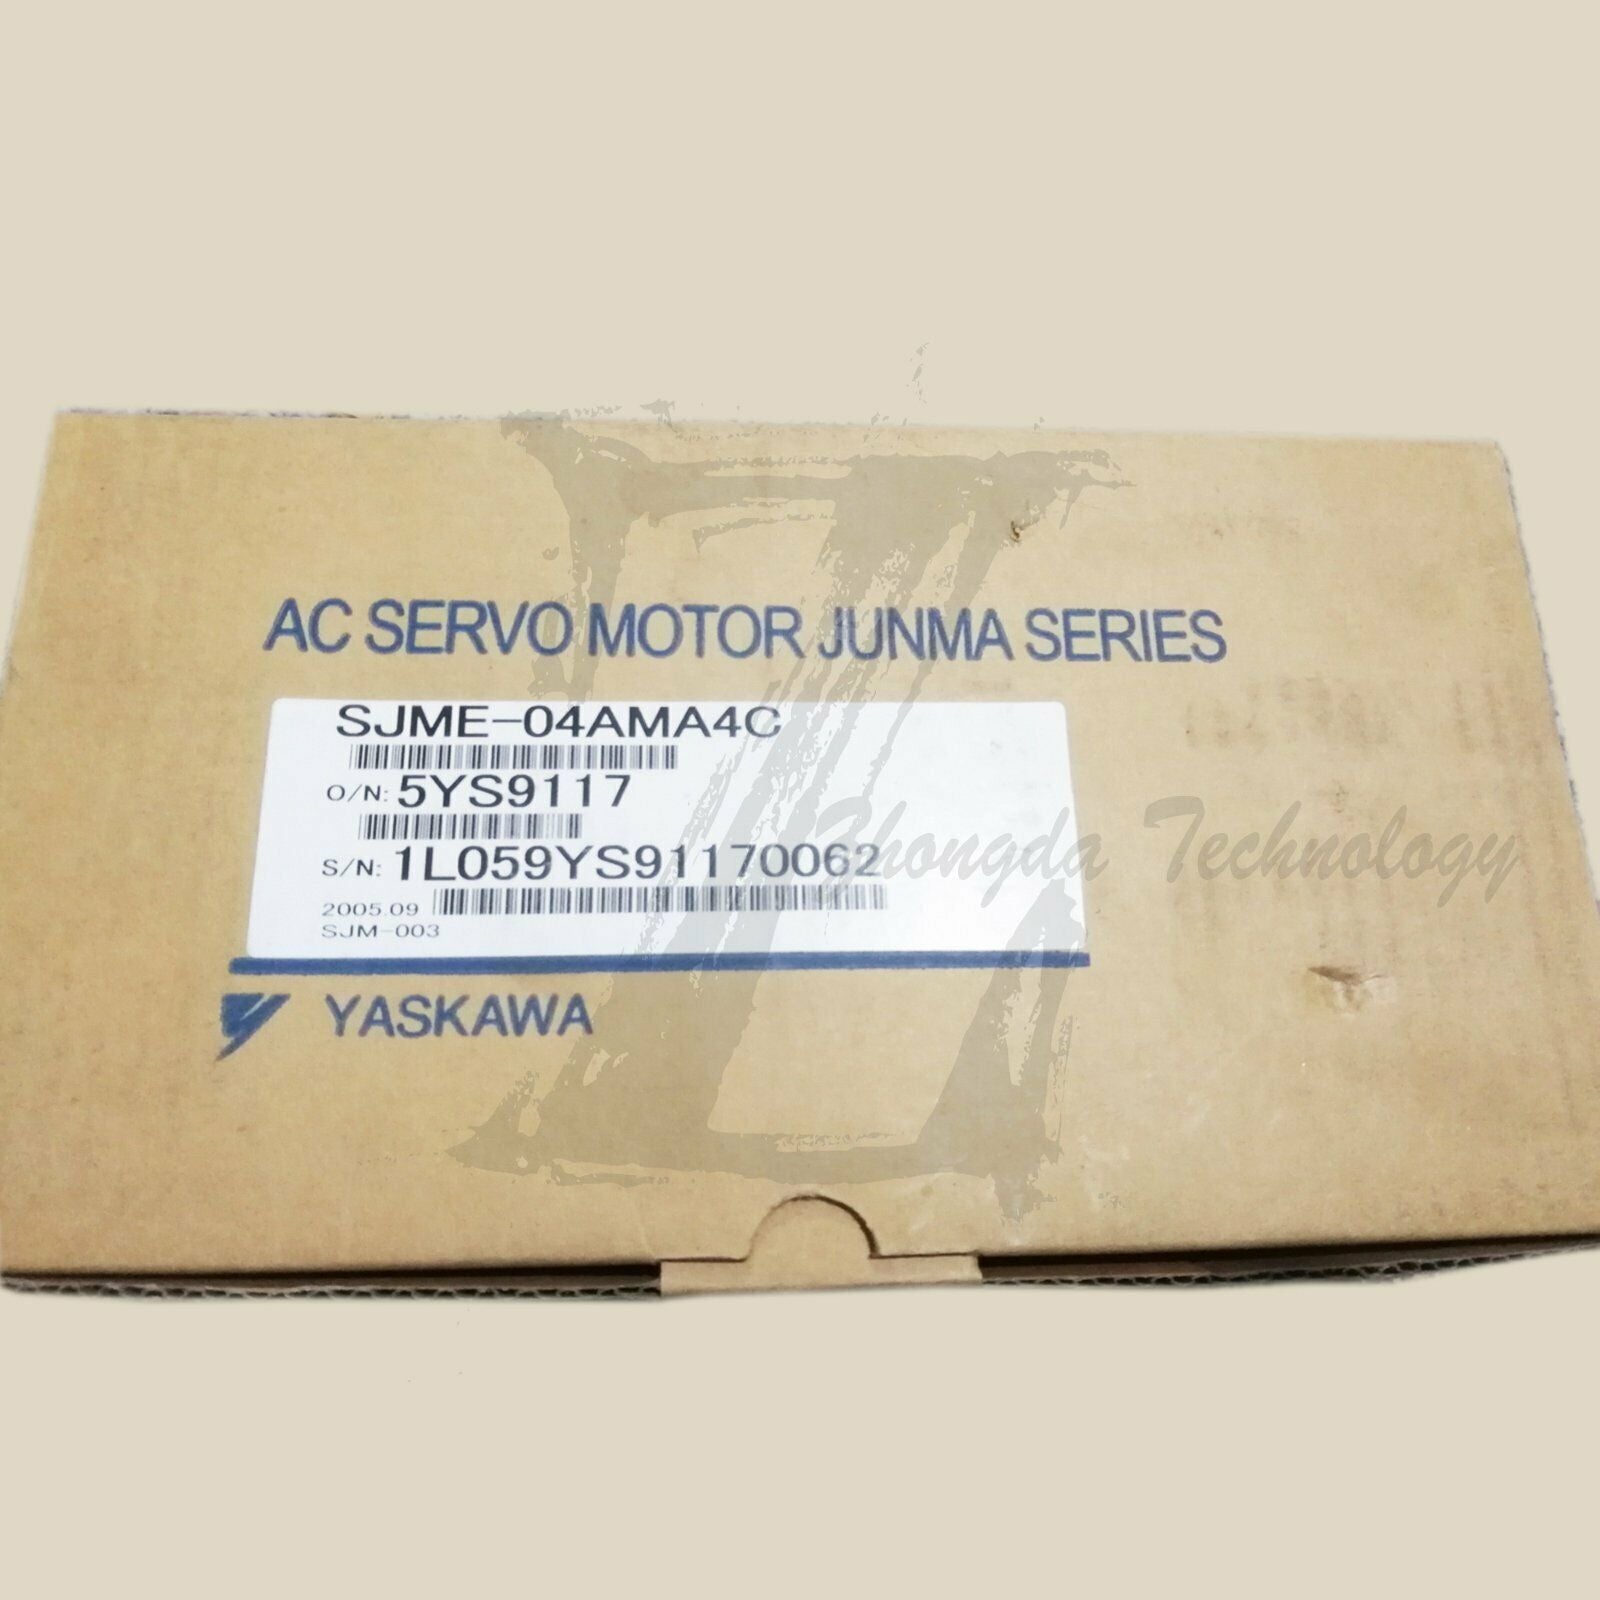 AC SERVO MOTOR JUNMA SERIES
SJME-04AMA4C
O/N: 5YS9117
S/N: 1L059YS91170062
Zhongda Technology
2005.09
SJM-003
YASKAWA